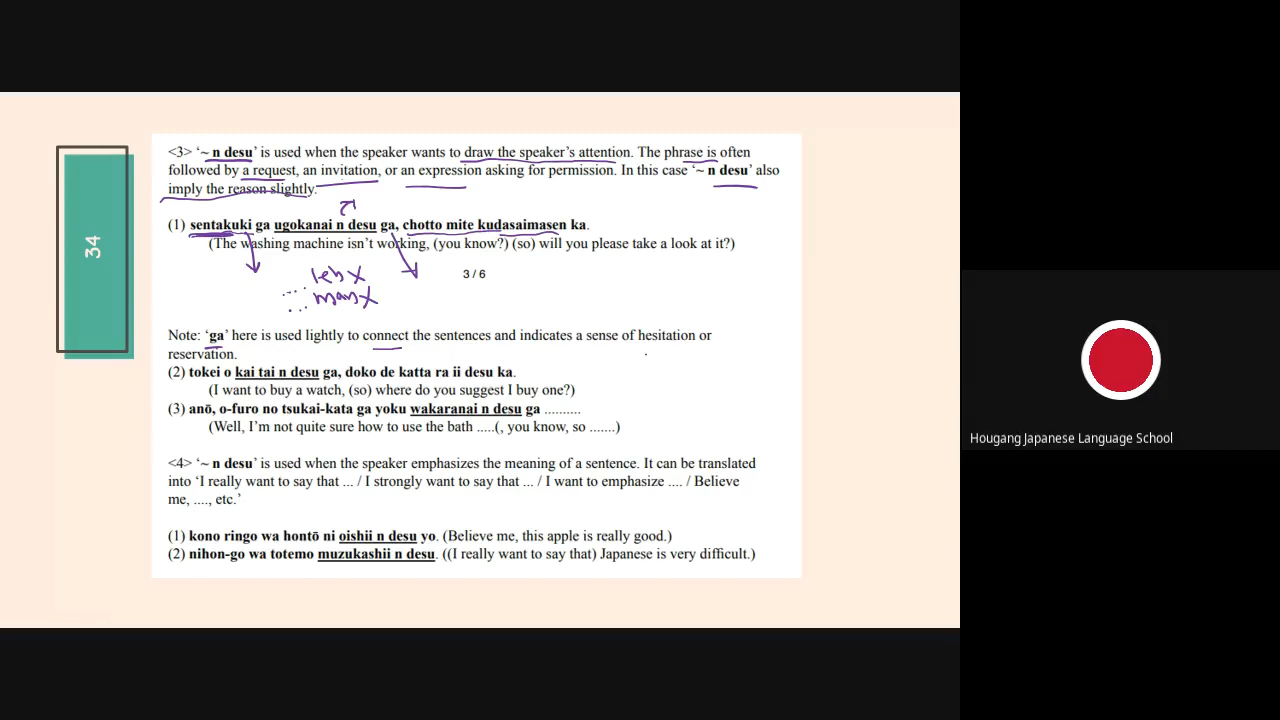 34
<3> ‘~ n desu’ is used when the speaker wants to draw the speaker’s attention. The phrase is often
followed by a request, an invitation, or an expression asking for permission. In this case ‘~ n desu’ also
imply the reason slightly.
(1) sentakuki ga ugokanai n desu ga, chotto mite kudasaimasen ka.
(The washing machine isn’t working, (you know?) (so) will you please take a look at it?)
3 / 6
Note: ‘ga’ here is used lightly to connect the sentences and indicates a sense of hesitation or
reservation.
(2) tokei o kai tai n desu ga, doko de katta ra ii desu ka.
(I want to buy a watch, (so) where do you suggest I buy one?)
(3) anō, o-furo no tsukai-kata ga yoku wakaranai n desu ga ..........
(Well, I’m not quite sure how to use the bath .....(, you know, so .......)
<4> ‘~ n desu’ is used when the speaker emphasizes the meaning of a sentence. It can be translated
into ‘I really want to say that ... / I strongly want to say that ... / I want to emphasize .... / Believe
me, ...., etc.’
(1) kono ringo wa hontō ni oishii n desu yo. (Believe me, this apple is really good.)
(2) nihon-go wa totemo muzukashii n desu. ((I really want to say that) Japanese is very difficult.)
Hougang Japanese Language School